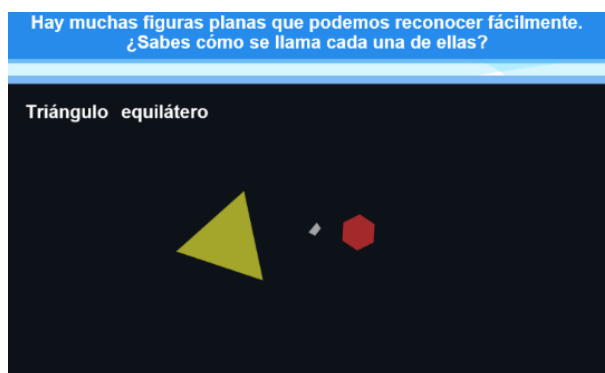 Hay muchas figuras planas que podemos reconocer fácilmente.
¿Sabes cómo se llama cada una de ellas?
Triángulo equilátero